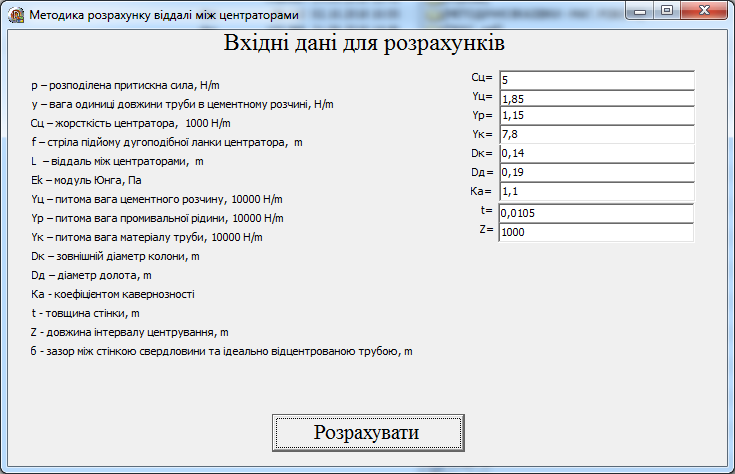 Методика розрахунку віддалі між центраторами
Вхідні дані для розрахунків
р – розподілена притискна сила, Н/m
у – вага одиниці довжини труби в цементному розчині, Н/m
Сц – жорсткість центратора, 1000 Н/m
f – стріла підйому дугоподібної ланки центратора, m
L – віддаль між центраторами, m
Ek – модуль Юнга, Па
Yц – питома вага цементного розчину, 10000 Н/m
Yр – питома вага промивальної рідини, 10000 Н/m
Yк – питома вага матеріалу труби, 10000 Н/m
Dк – зовнішній діаметр колони, m
Dд – діаметр долота, m
Ка - коефіцієнтом кавернозності
t - товщина стінки, m
Z - довжина інтервалу центрування, m
б - зазор між стінкою свердловини та ідеально відцентрованою трубою, m
Сц= 5
Yц= 1,85
Yр= 1,15
Yк= 7,8
Dк= 0,14
Dд= 0,19
Ка= 1,1
t= 0,0105
Z= 1000
Розрахувати